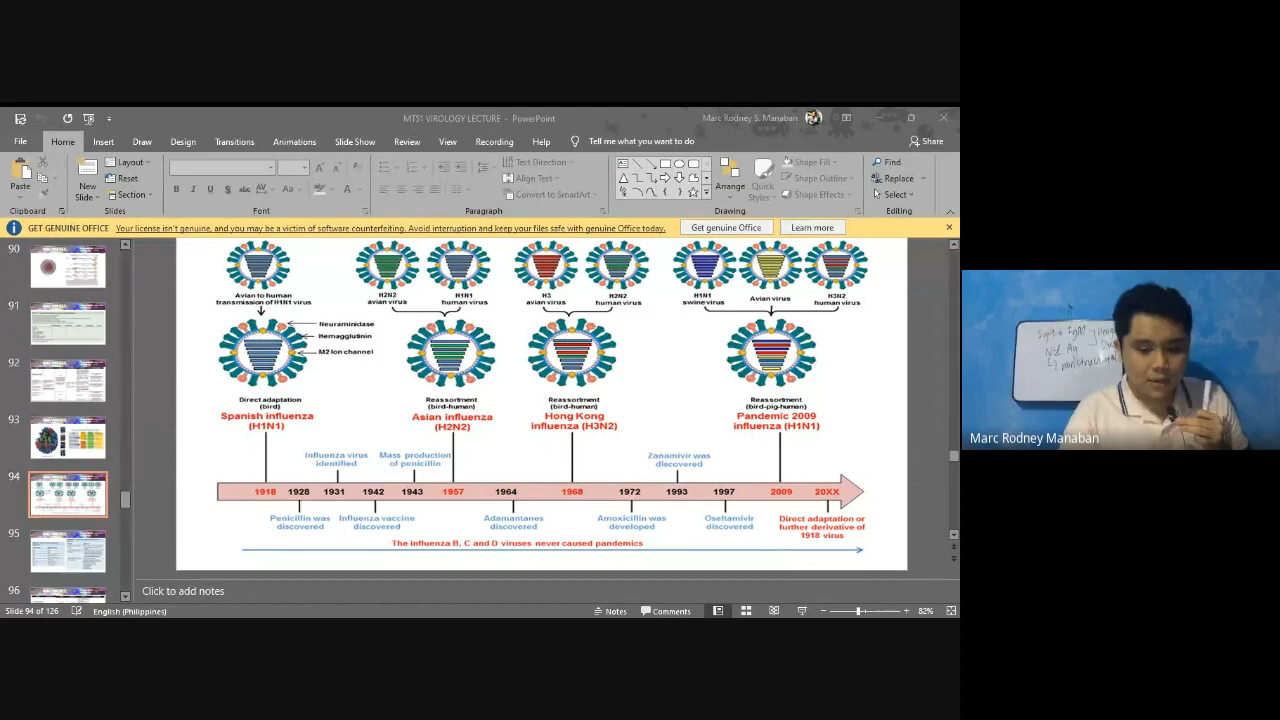 MT51 VIROLOGY LECTURE - PowerPoint
Marc Rodney S. Manaban
File Home Insert Draw Design Transitions Animations Slide Show Review View Recording Help Tell me what you want to do Share
Paste
New Slide
Layout
Reset
Section
Text Direction
Align Text
Convert to SmartArt
Arrange
Quick Styles
Shape Fill
Shape Outline
Shape Effects
Find
Replace
Select
Clipboard Slides Font Paragraph Drawing Editing
GET GENUINE OFFICE Your license isn't genuine, and you may be a victim of software counterfeiting. Avoid interruption and keep your files safe with genuine Office today. Get genuine Office Learn more
90
91
92
93
94
95
96
Avian to human
transmission of H1N1 virus
H2N2
avian virus
H1N1
human virus
H3
avian virus
H2N2
human virus
H1N1
swine virus
Avian virus
H3N2
human virus
Neuraminidase
Hemagglutinin
M2 Ion channel
Direct adaptation
(bird)
Spanish influenza
(H1N1)
Reassortment
(bird-human)
Asian influenza
(H2N2)
Reassortment
(bird-human)
Hong Kong
influenza (H3N2)
Reassortment
(bird-pig-human)
Pandemic 2009
influenza (H1N1)
Influenza virus
identified
Mass production
of penicillin
Zanamivir was
discovered
1918 1928 1931 1942 1943 1957 1964 1968 1972 1993 1997 2009 20XX
Penicillin was
discovered
Influenza vaccine
discovered
Adamantanes
discovered
Amoxicillin was
developed
Oseltamivir
discovered
Direct adaptation or
further derivative of
1918 virus
The influenza B, C and D viruses never caused pandemics
Click to add notes
Slide 94 of 126 English (Philippines) Notes Comments 82%
Marc Rodney Manaban